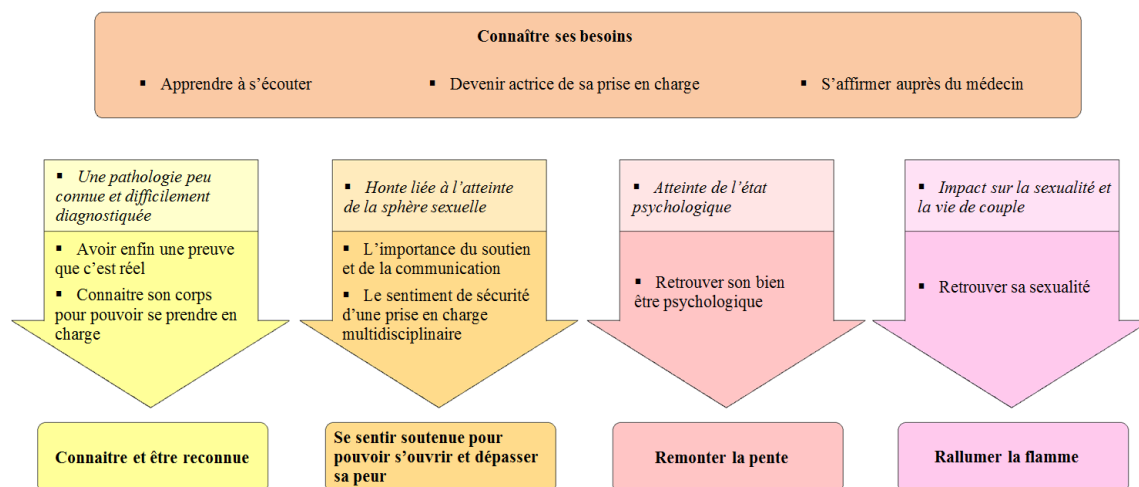 Connaître ses besoins
▪ Apprendre à s’écouter
▪ Devenir actrice de sa prise en charge
▪ S’affirmer auprès du médecin
▪ Une pathologie peu
connue et difficilement
diagnostiquée
▪ Avoir enfin une preuve
que c’est réel
▪ Connaitre son corps
pour pouvoir se prendre en
charge
Connaitre et être reconnue
▪ Honte liée à l’atteinte
de la sphère sexuelle
▪ L’importance du soutien
et de la communication
▪ Le sentiment de sécurité
d’une prise en charge
multidisciplinaire
Se sentir soutenue pour
pouvoir s’ouvrir et dépasser
sa peur
▪ Atteinte de l’état
psychologique
▪ Retrouver son bien
être psychologique
Remonter la pente
▪ Impact sur la sexualité et
la vie de couple
▪ Retrouver sa sexualité
Rallumer la flamme